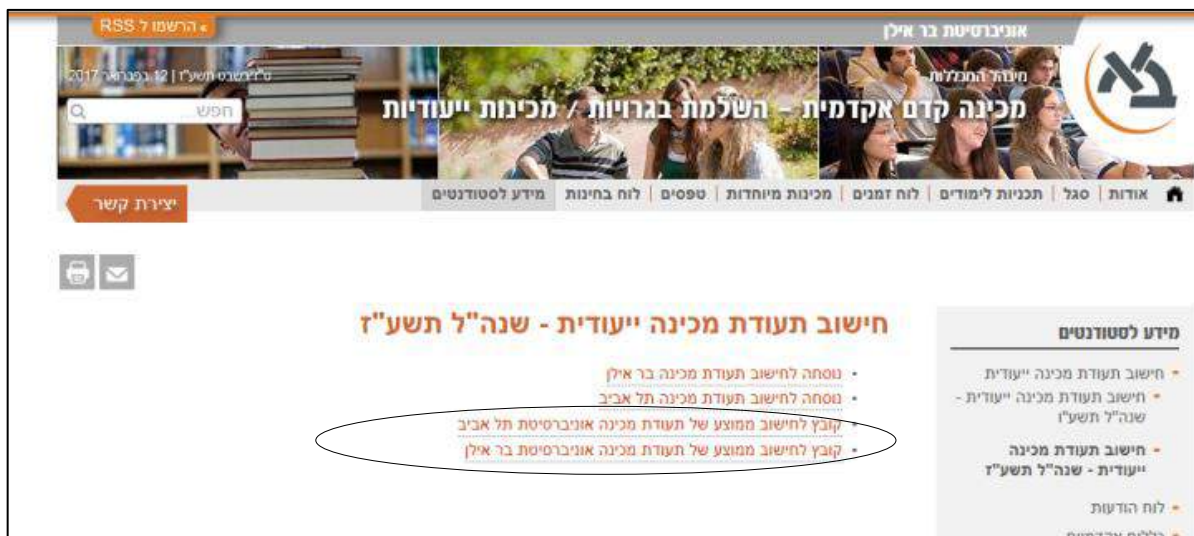 » הרשמו ל RSS
אוניברסיטת בר אילן
ט"ז בשבט תשע"ז | 12 בפברואר 2017
מינהל המכללות
מכינה קדם אקדמית - השלמת בגרויות / מכינות ייעודיות
חפש...
אודות | סגל | תכניות לימודים | לוח זמנים | מכינות מיוחדות | טפסים | לוח בחינות מידע לסטודנטים
יצירת קשר
מידע לסטודנטים
חישוב תעודת מכינה ייעודית
חישוב תעודת מכינה ייעודית -
שנה"ל תשע"ו
חישוב תעודת מכינה
ייעודית - שנה"ל תשע"ז
לוח הודעות
כללים אקדמיים
חישוב תעודת מכינה ייעודית - שנה"ל תשע"ז
נוסחה לחישוב תעודת מכינה בר אילן
נוסחה לחישוב תעודת מכינה תל אביב
קובץ לחישוב ממוצע של תעודת מכינה אוניברסיטת תל אביב
קובץ לחישוב ממוצע של תעודת מכינה אוניברסיטת בר אילן